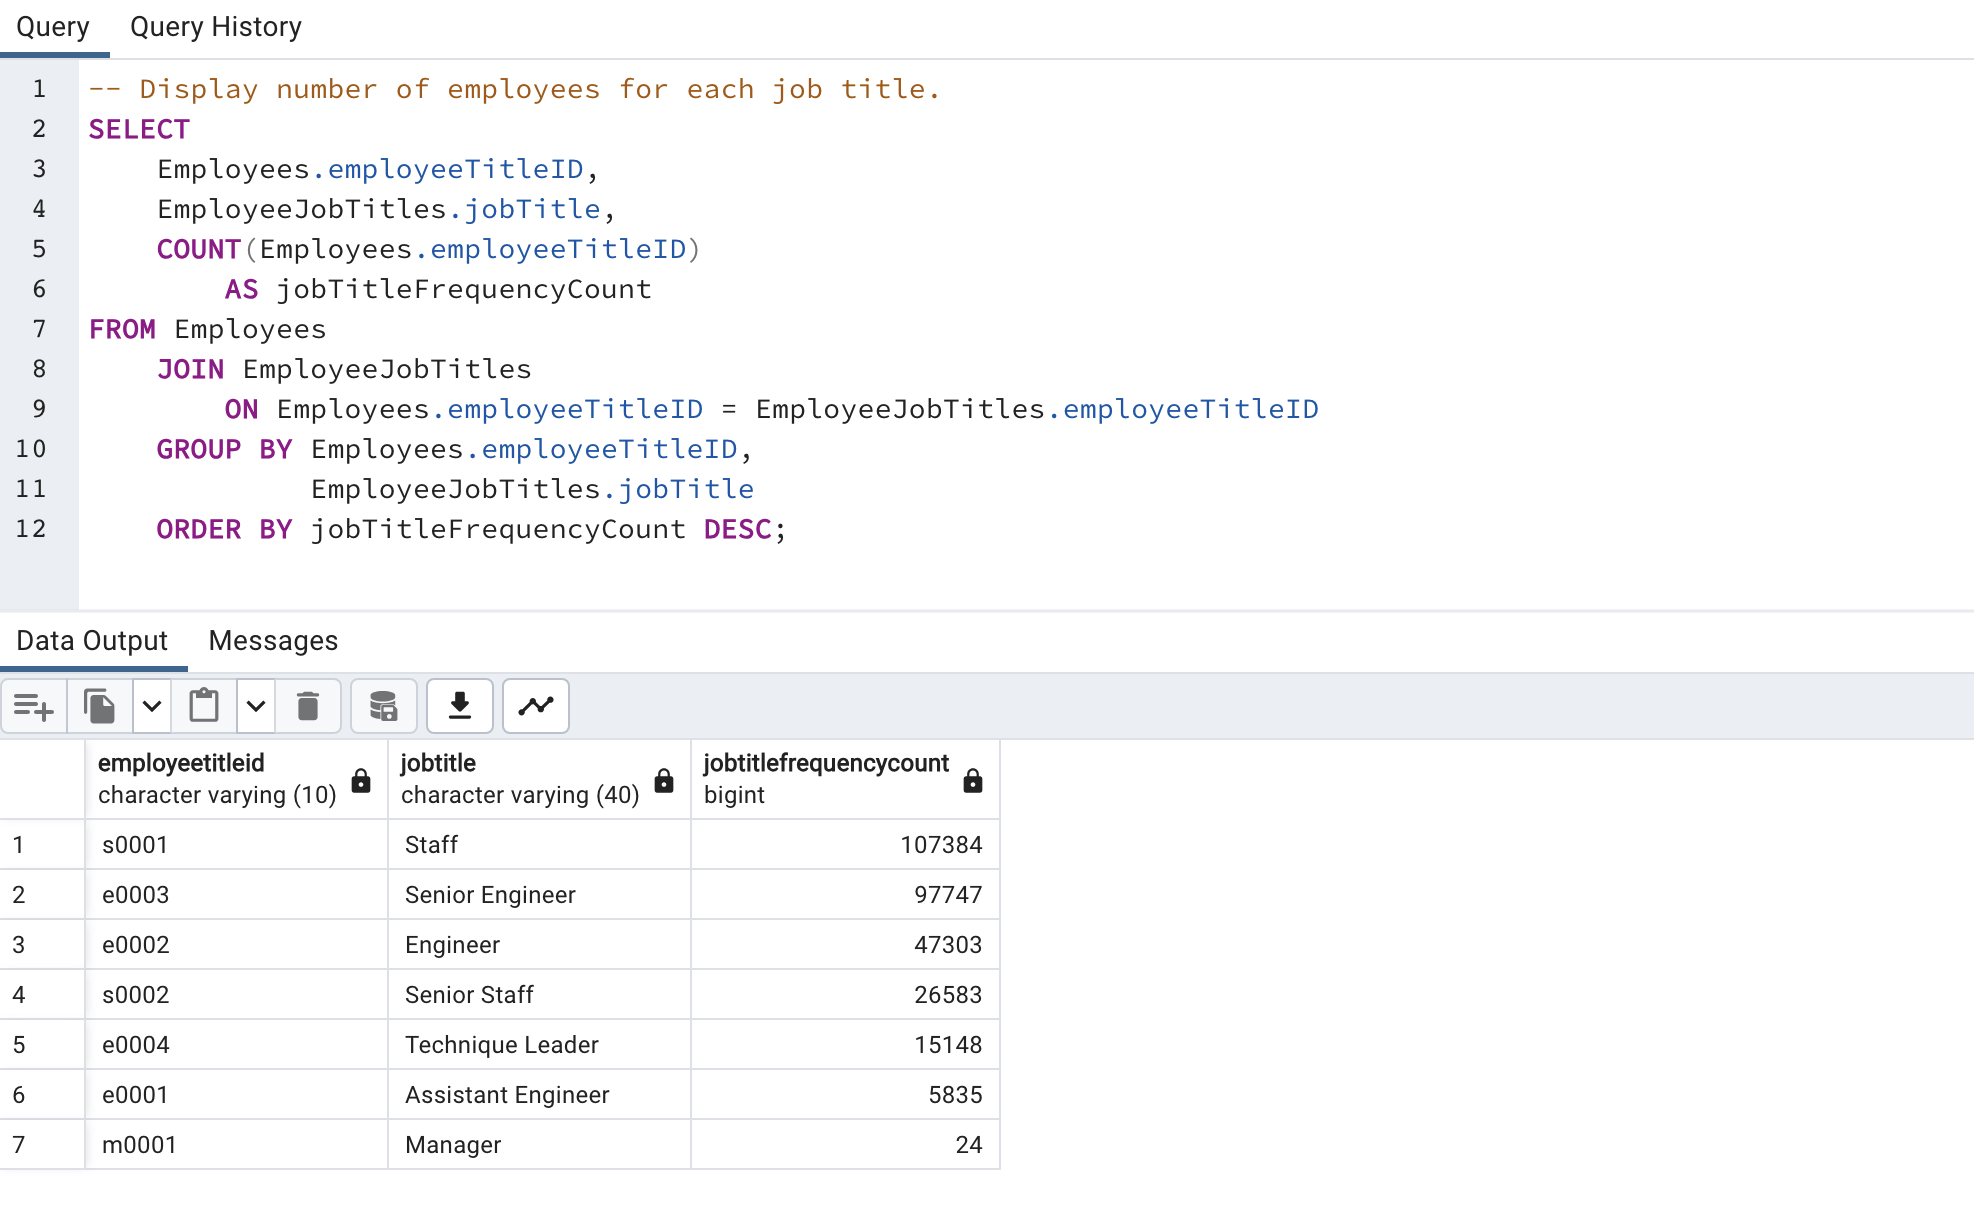 Query Query History
1 -- Display number of employees for each job title.
2 SELECT
3 Employees.employeeTitleID,
4 EmployeeJobTitles.jobTitle,
5 COUNT(Employees.employeeTitleID)
6 AS jobTitleFrequencyCount
7 FROM Employees
8 JOIN EmployeeJobTitles
9 ON Employees.employeeTitleID = EmployeeJobTitles.employeeTitleID
10 GROUP BY Employees.employeeTitleID,
11 EmployeeJobTitles.jobTitle
12 ORDER BY jobTitleFrequencyCount DESC;
Data Output Messages
employeetitleid jobtitle jobtitlefrequencycount
character varying (10) character varying (40) bigint
1 s0001 Staff 107384
2 e0003 Senior Engineer 97747
3 e0002 Engineer 47303
4 s0002 Senior Staff 26583
5 e0004 Technique Leader 15148
6 e0001 Assistant Engineer 5835
7 m0001 Manager 24